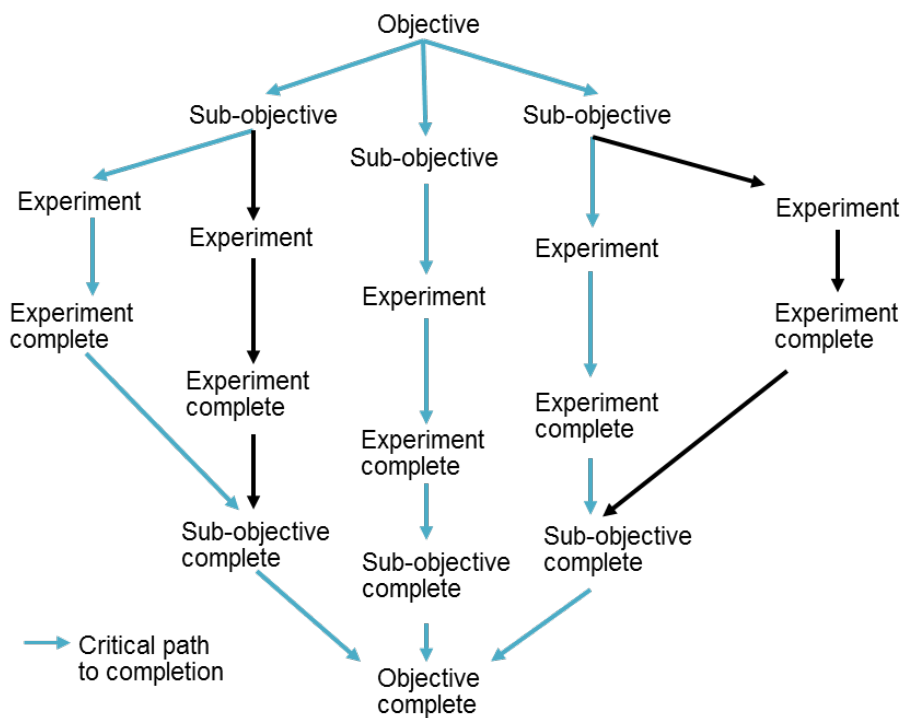 Objective
Sub-objective
Sub-objective
Sub-objective
Experiment
Experiment
Experiment
Experiment
Experiment
Experiment
complete
Experiment
complete
Experiment
complete
Experiment
complete
Experiment
complete
Sub-objective
complete
Sub-objective
complete
Sub-objective
complete
Critical path
to completion
Objective
complete